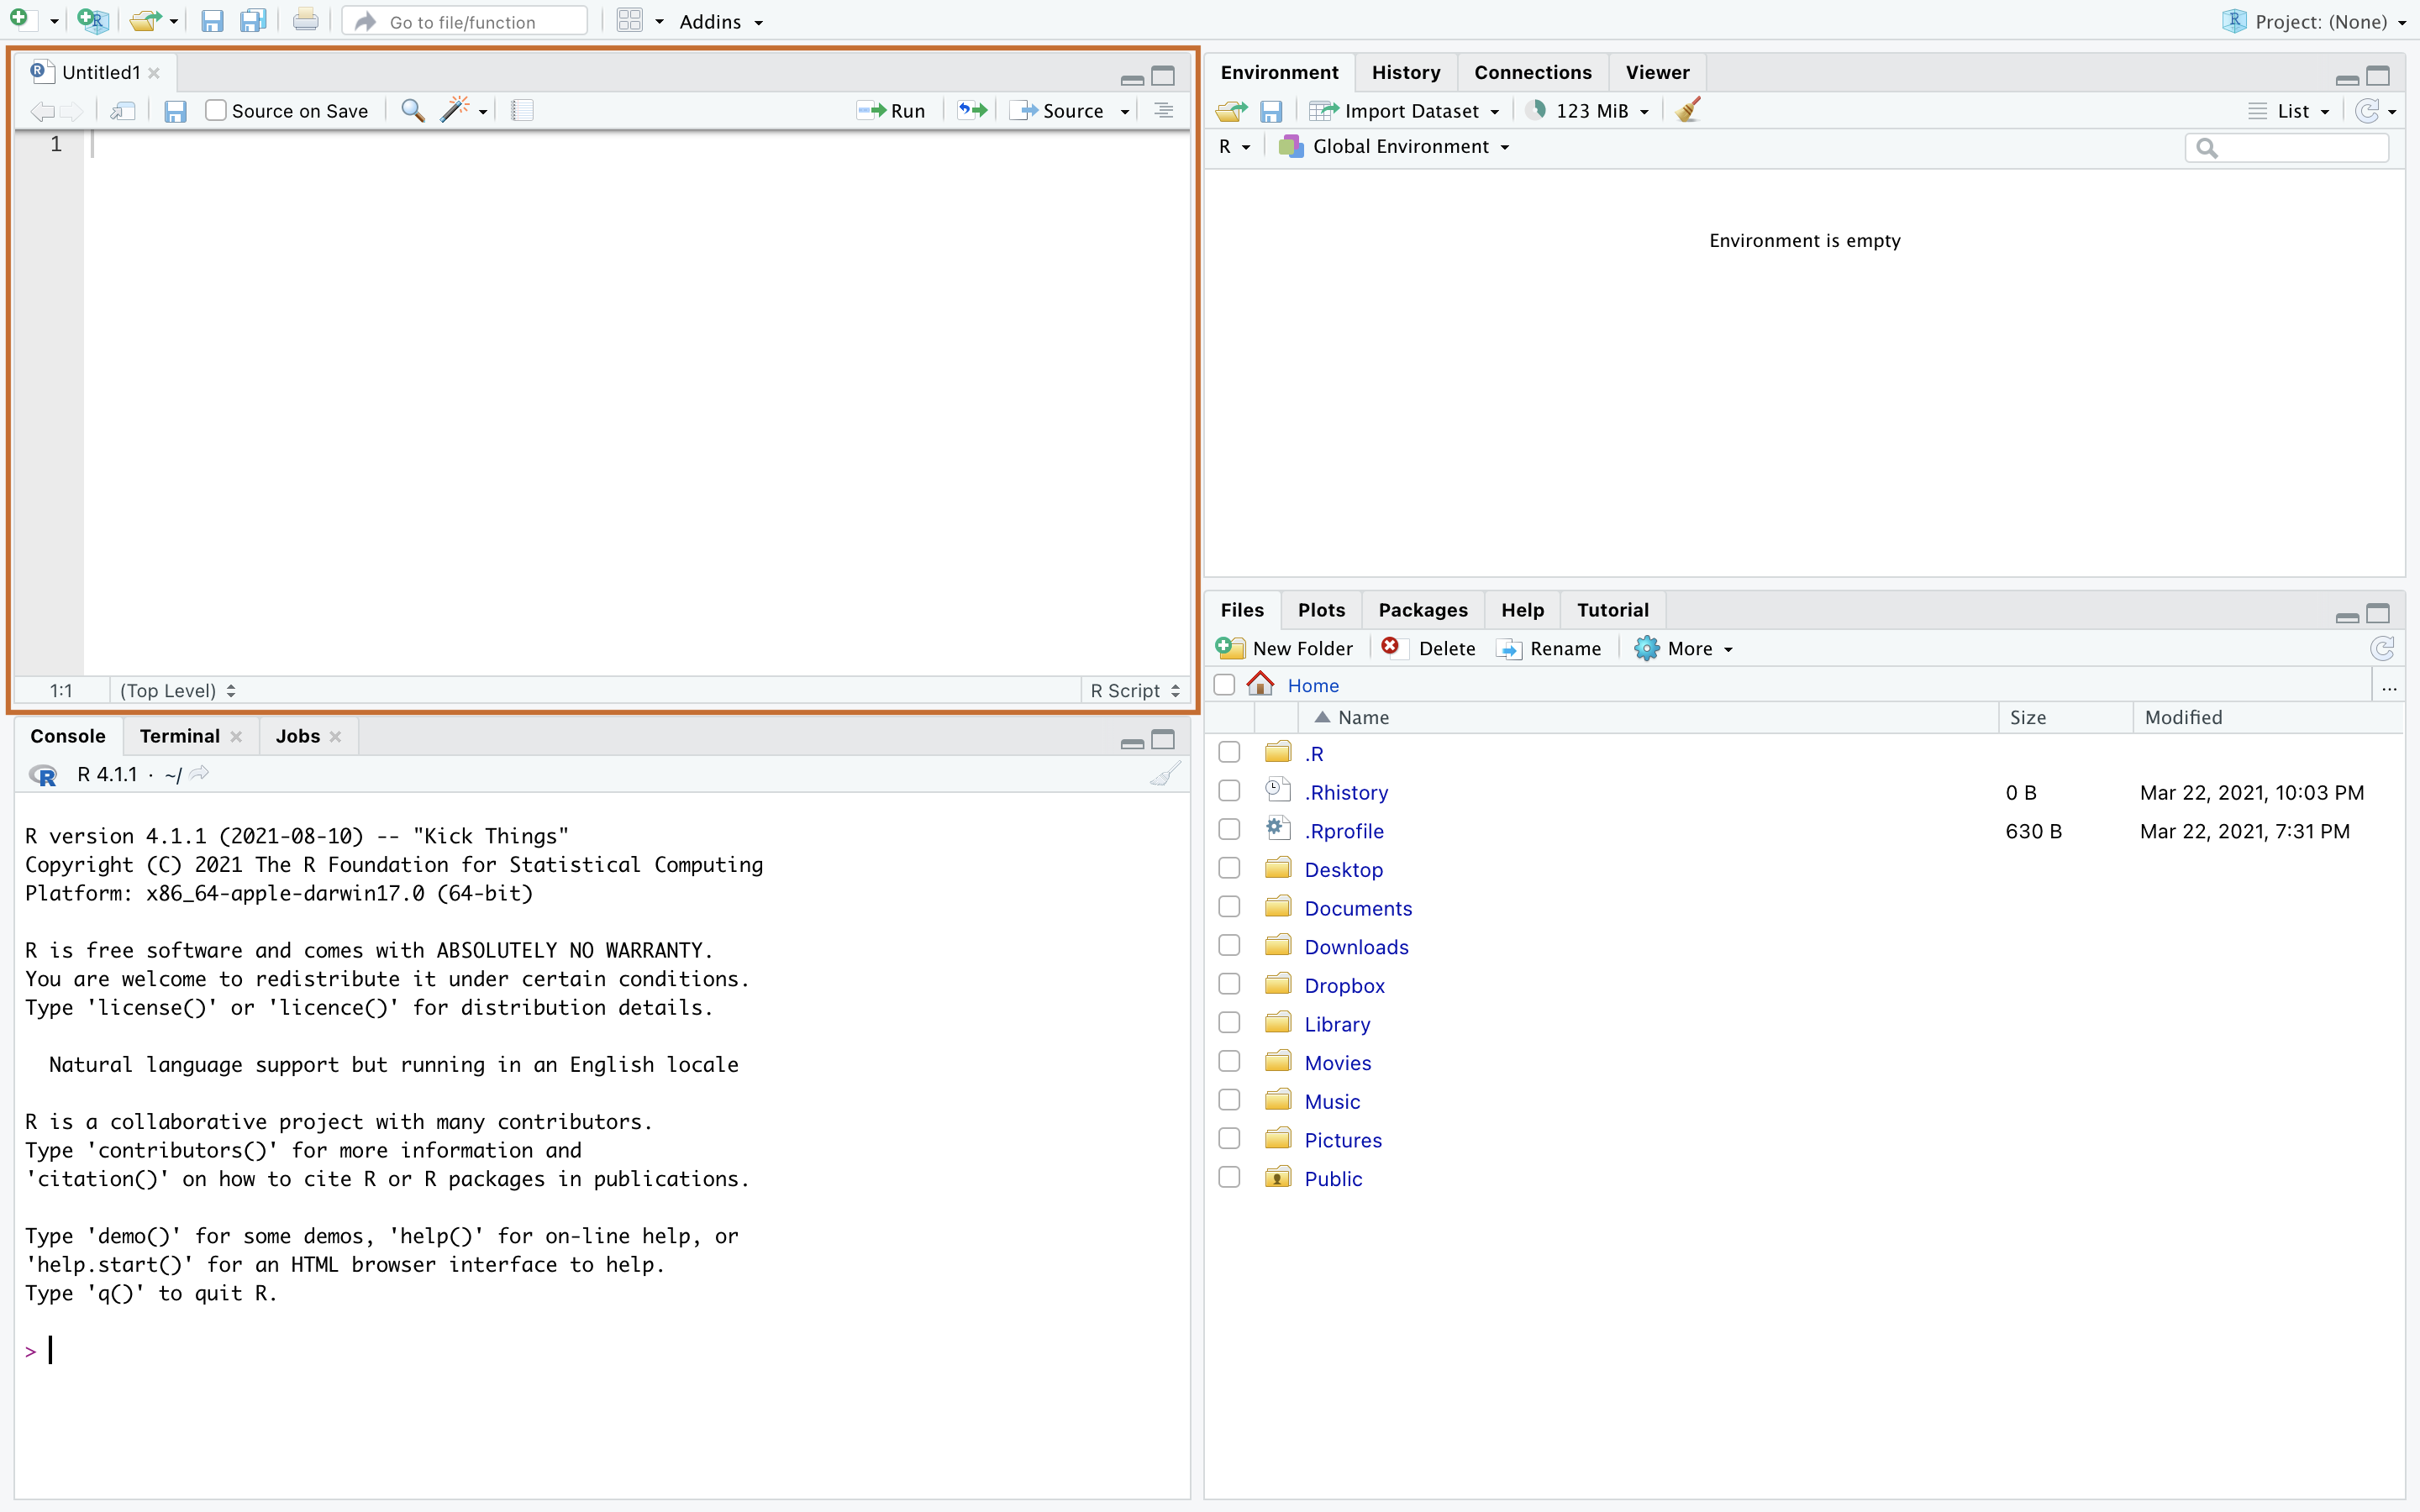 Go to file/function Addins Project: (None)
Untitled1
Source on Save Run Source
1
1:1 (Top Level) R Script
Console Terminal Jobs
R 4.1.1 · ~/
R version 4.1.1 (2021-08-10) -- "Kick Things"
Copyright (C) 2021 The R Foundation for Statistical Computing
Platform: x86_64-apple-darwin17.0 (64-bit)
R is free software and comes with ABSOLUTELY NO WARRANTY.
You are welcome to redistribute it under certain conditions.
Type 'license()' or 'licence()' for distribution details.
Natural language support but running in an English locale
R is a collaborative project with many contributors.
Type 'contributors()' for more information and
'citation()' on how to cite R or R packages in publications.
Type 'demo()' for some demos, 'help()' for on-line help, or
'help.start()' for an HTML browser interface to help.
Type 'q()' to quit R.
>
Environment History Connections Viewer
Import Dataset 123 MiB List
R Global Environment
Environment is empty
Files Plots Packages Help Tutorial
New Folder Delete Rename More
Home ...
Name Size Modified
.R
.Rhistory 0 B Mar 22, 2021, 10:03 PM
.Rprofile 630 B Mar 22, 2021, 7:31 PM
Desktop
Documents
Downloads
Dropbox
Library
Movies
Music
Pictures
Public